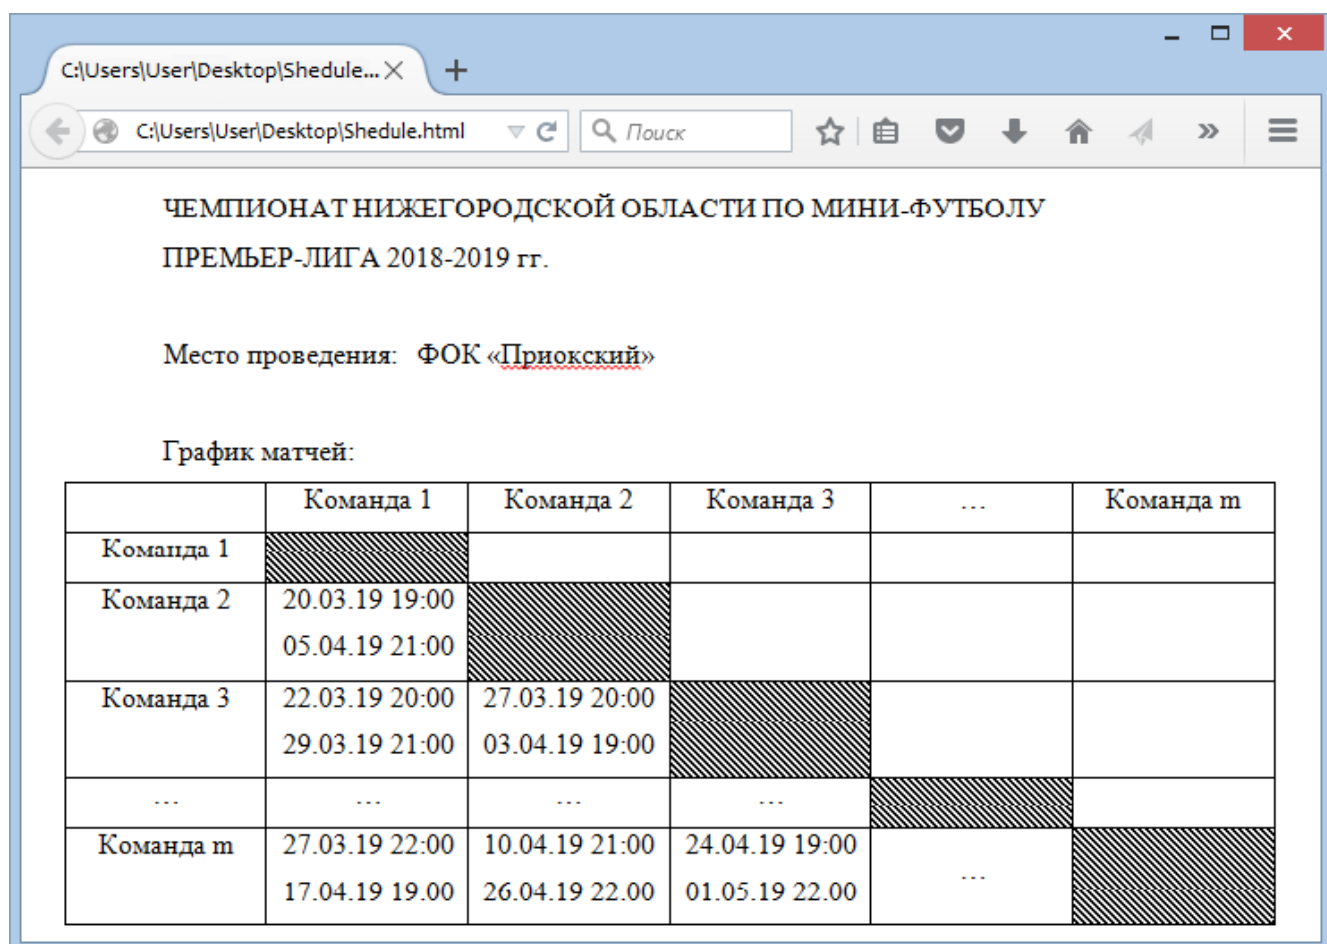 C:\Users\User\Desktop\Shedule...
C:\Users\User\Desktop\Shedule.html Поиск
ЧЕМПИОНАТ НИЖЕГОРОДСКОЙ ОБЛАСТИ ПО МИНИ-ФУТБОЛУ
ПРЕМЬЕР-ЛИГА 2018-2019 гг.
Место проведения: ФОК «Приокский»
График матчей:
Команда 1 Команда 2 Команда 3 ... Команда m
Команда 1
Команда 2 20.03.19 19:00
05.04.19 21:00
Команда 3 22.03.19 20:00 27.03.19 20:00
29.03.19 21:00 03.04.19 19:00
... ... ... ...
Команда m 27.03.19 22:00 10.04.19 21:00 24.04.19 19:00
...
17.04.19 19.00 26.04.19 22.00 01.05.19 22.00